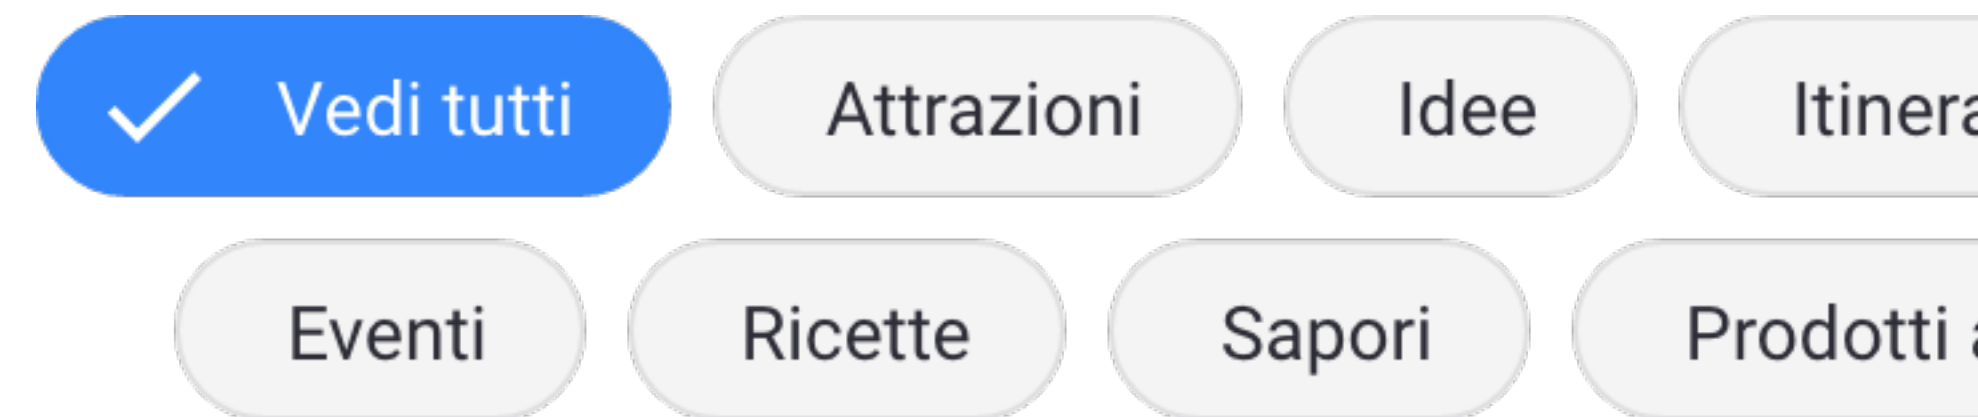 Vedi tutti Attrazioni Idee
Eventi Ricette Sapori Prodotti